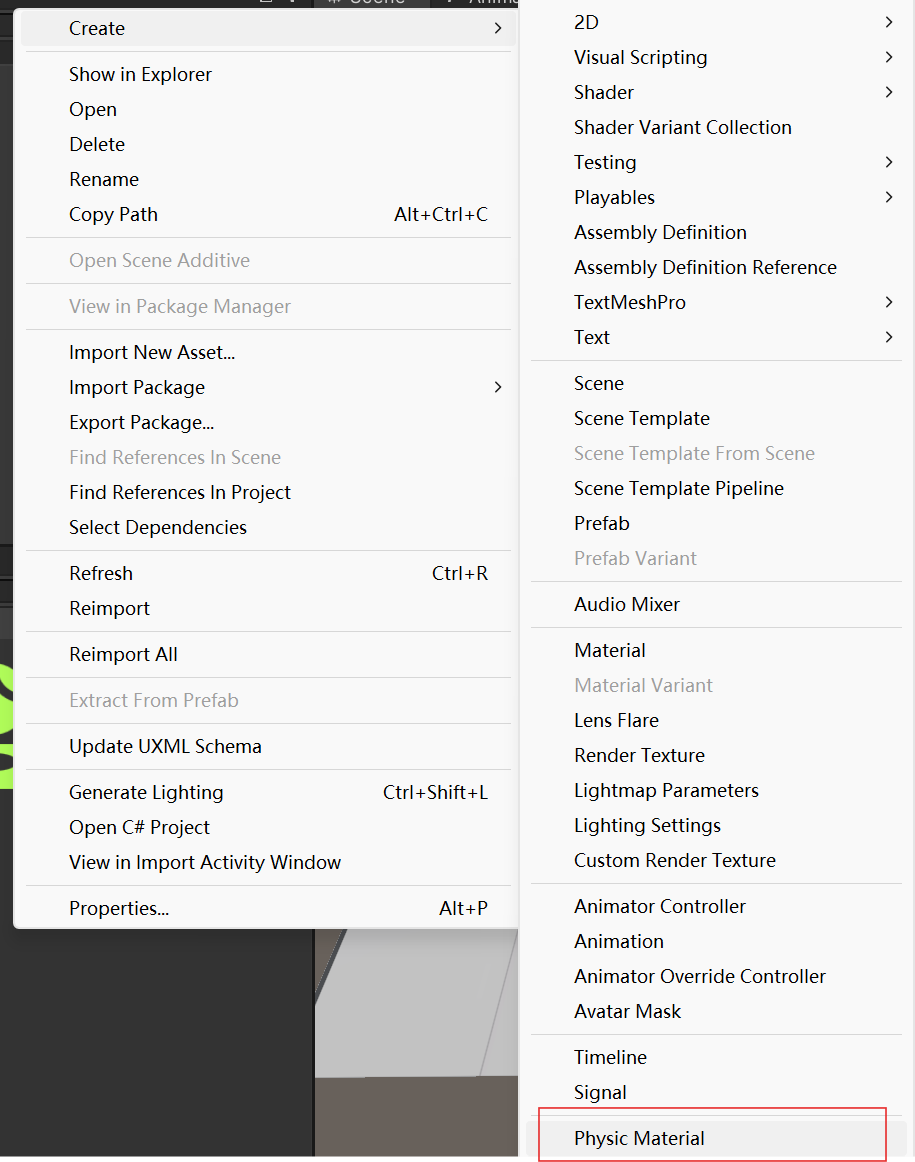 Scene
Create
Show in Explorer
Open
Delete
Rename
Copy Path Alt+Ctrl+C
Open Scene Additive
View in Package Manager
Import New Asset...
Import Package
Export Package...
Find References In Scene
Find References In Project
Select Dependencies
Refresh Ctrl+R
Reimport
Reimport All
Extract From Prefab
Update UXML Schema
Generate Lighting Ctrl+Shift+L
Open C# Project
View in Import Activity Window
Properties... Alt+P
2D
Visual Scripting
Shader
Shader Variant Collection
Testing
Playables
Assembly Definition
Assembly Definition Reference
TextMeshPro
Text
Scene
Scene Template
Scene Template From Scene
Scene Template Pipeline
Prefab
Prefab Variant
Audio Mixer
Material
Material Variant
Lens Flare
Render Texture
Lightmap Parameters
Lighting Settings
Custom Render Texture
Animator Controller
Animation
Animator Override Controller
Avatar Mask
Timeline
Signal
Physic Material